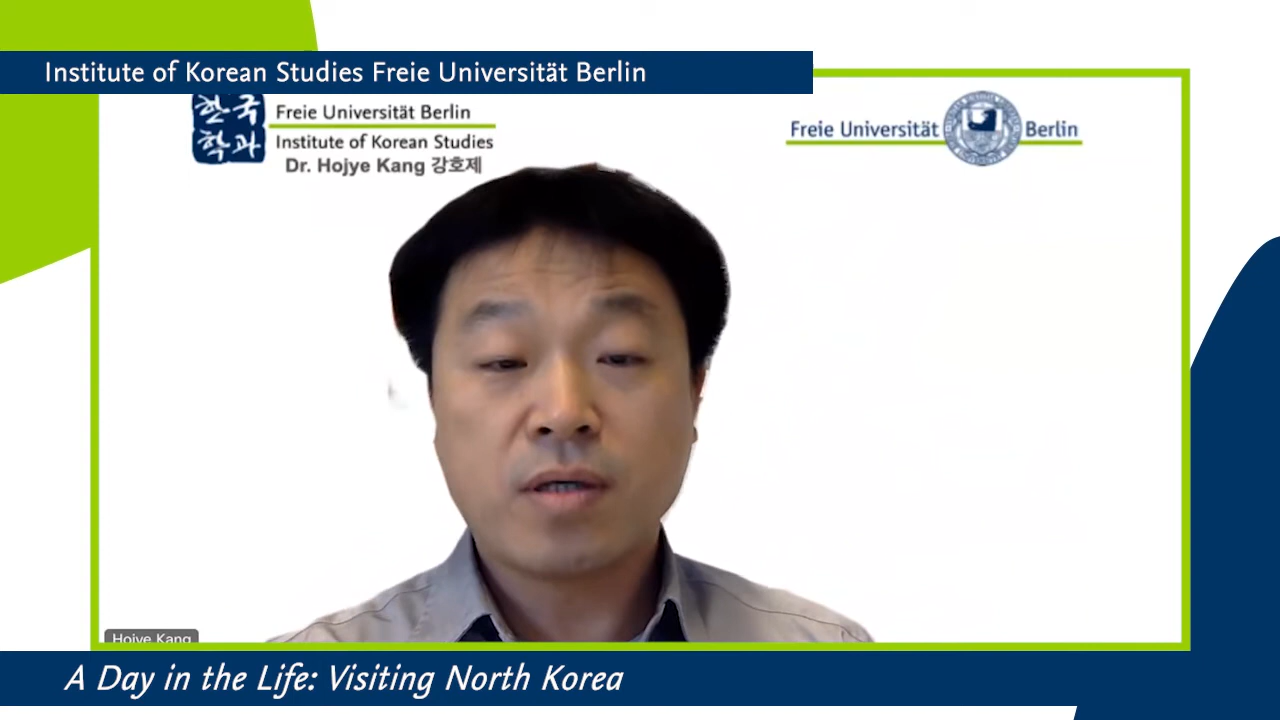 Institute of Korean Studies Freie Universität Berlin
한국
학과
Freie Universität Berlin
Institute of Korean Studies
Dr. Hojye Kang 강호제
Freie Universität Berlin
Hojye Kang
A Day in the Life: Visiting North Korea